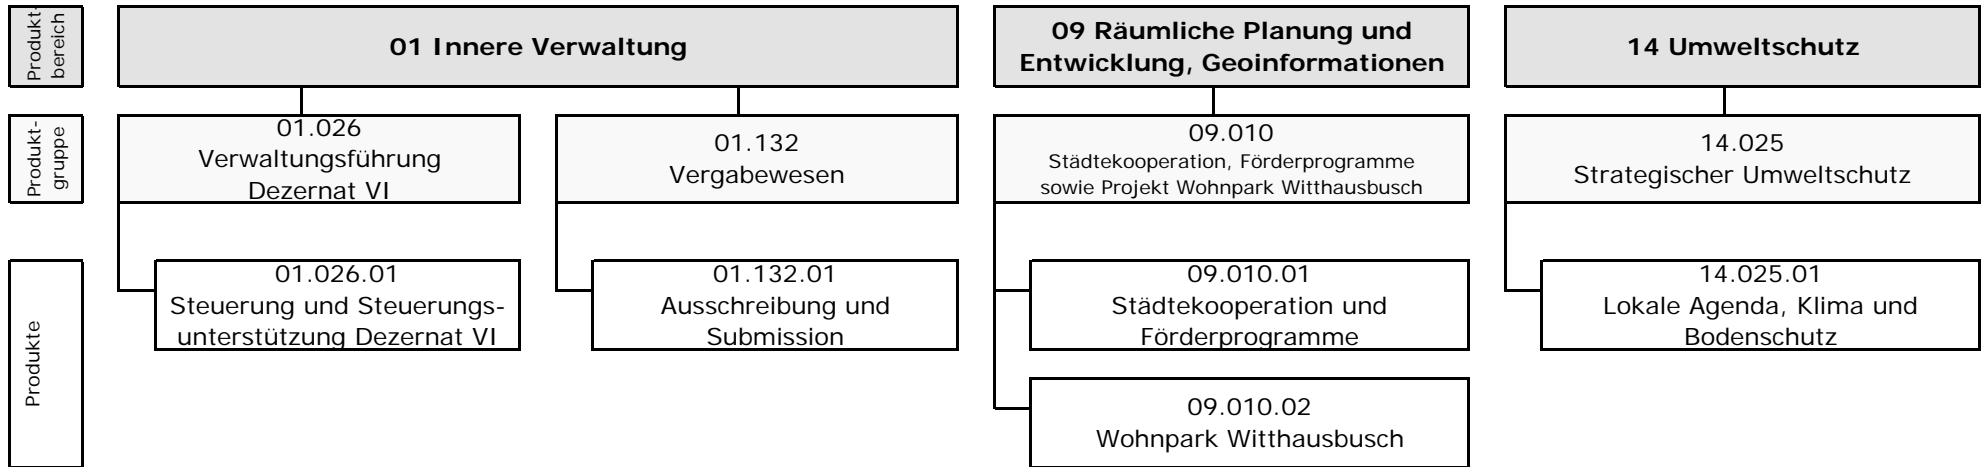 Produkt-
bereich
01 Innere Verwaltung
09 Räumliche Planung und
Entwicklung, Geoinformationen
14 Umweltschutz
Produkt-
gruppe
01.026
Verwaltungsführung
Dezernat VI
01.132
Vergabewesen
09.010
Städtekooperation, Förderprogramme
sowie Projekt Wohnpark Witthausbusch
14.025
Strategischer Umweltschutz
Produkte
01.026.01
Steuerung und Steuerungs-
unterstützung Dezernat VI
01.132.01
Ausschreibung und
Submission
09.010.01
Städtekooperation und
Förderprogramme
14.025.01
Lokale Agenda, Klima und
Bodenschutz
09.010.02
Wohnpark Witthausbusch